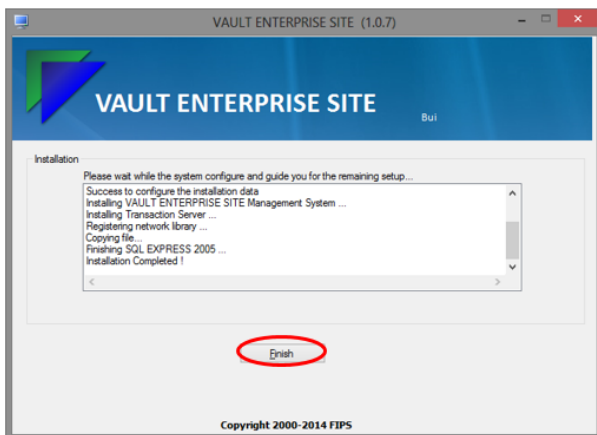 VAULT ENTERPRISE SITE (1.0.7)
VAULT ENTERPRISE SITE
Bui
Installation
Please wait while the system configure and guide you for the remaining setup...
Success to configure the installation data
Installing VAULT ENTERPRISE SITE Management System ...
Installing Transaction Server ...
Registering network library ...
Copying file...
Finishing SQL EXPRESS 2005 ...
Installation Completed !
Finish
Copyright 2000-2014 FIPS